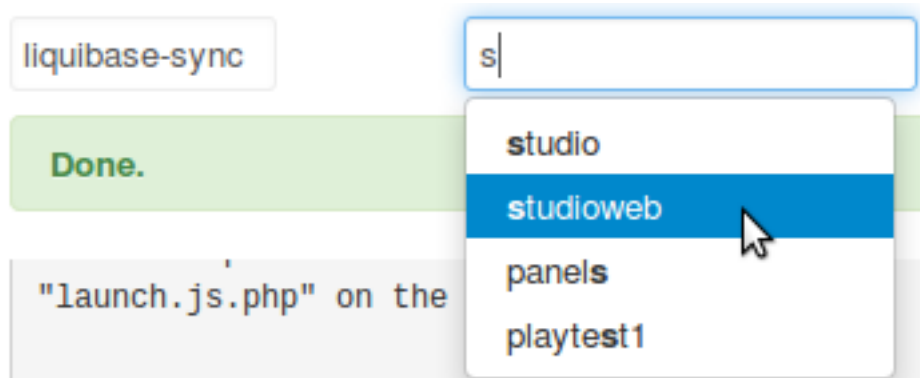 liquibase-sync
s
studio
Done.
studioweb
panels
"launch.js.php" on the
playtest1